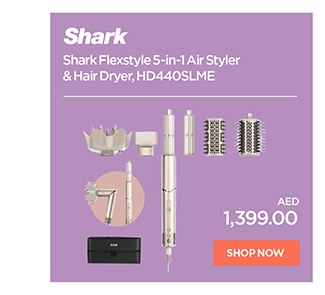 Shark
Shark Flexstyle 5-in-1 Air Styler
& Hair Dryer, HD440SLME
AED
1,399.00
SHOP NOW